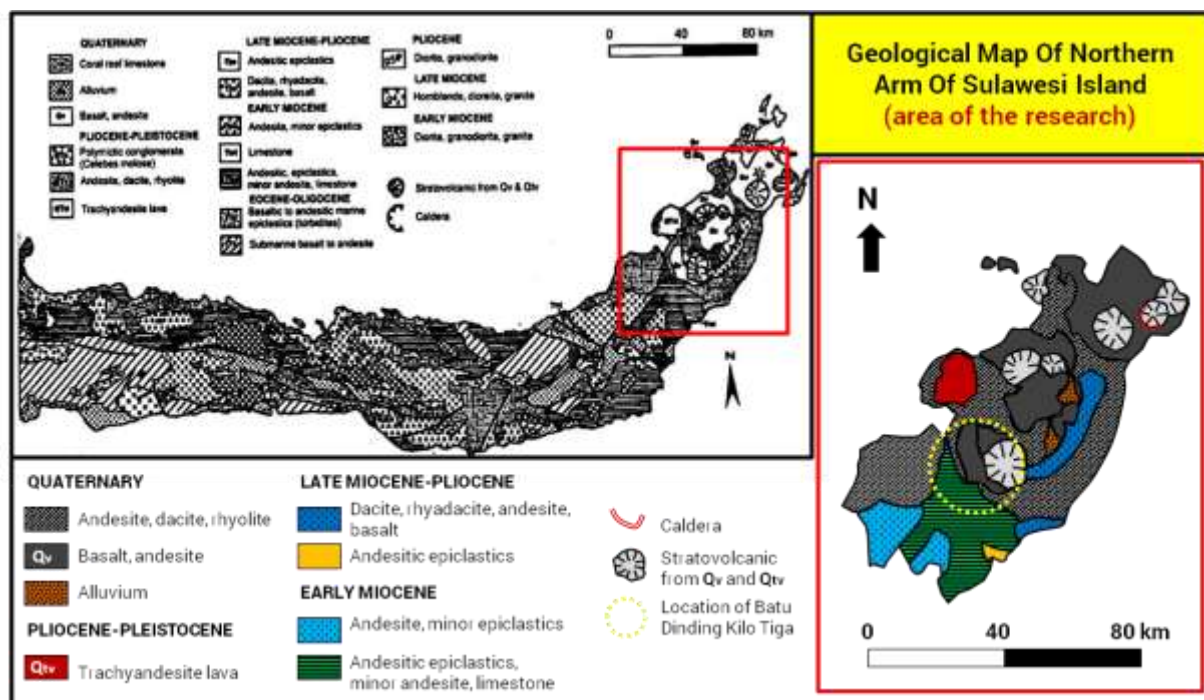 QUATERNARY
Coral reef limestone
Alluvium
Basalt, andesite
PLIOCENE-PLEISTOCENE
Polymictic conglomerata
(Celebes molose)
Andesite, dacite, rhyolite
Trachyandesite lava
LATE MIOCENE-PLIOCENE
Andesitic epiclastics
Dacite, rhyadacite,
andesite, basalt
EARLY MIOCENE
Andesite, minor epiclastics
Limestone
Andesitic, epiclastics,
minor andesite, limestone
EOCENE-OLIGOCENE
Basaltic to andesitic marine
epiclastics (turbidites)
Submarine basalt to andesite
PLIOCENE
Diorite, granodiorite
LATE MIOCENE
Hornblande, dioreite, granite
EARLY MIOCENE
Diorite, granodiorite, granite
Stratovolcanic from Qv & Qtv
Caldera
0 40 80 km
N
Geological Map Of Northern
Arm Of Sulawesi Island
(area of the research)
N
0 40 80 km
QUATERNARY
Andesite, dacite, rhyolite
Qv Basalt, andesite
Alluvium
PLIOCENE-PLEISTOCENE
Qtv Trachyandesite lava
LATE MIOCENE-PLIOCENE
Dacite, rhyadacite, andesite,
basalt
Andesitic epiclastics
EARLY MIOCENE
Andesite, minor epiclastics
Andesitic epiclastics,
minor andesite, limestone
Caldera
Stratovolcanic
from Qv and Qtv
Location of Batu
Dinding Kilo Tiga